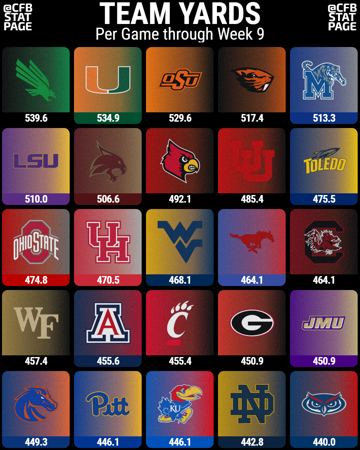 @CFB
STAT
PAGE
TEAM YARDS
Per Game through Week 9
@CFB
STAT
PAGE
U
OST
M
539.6
534.9
529.6
517.4
513.3
LSU
U
TOLEDO
510.0
506.6
492.1
485.4
475.5
OHIO STATE
UH
WV
C
474.8
470.5
468.1
464.1
464.1
WF
A
C
G
JMU
457.4
455.6
455.4
450.9
450.9
Pitt
KU
ND
449.3
446.1
446.1
442.8
440.0